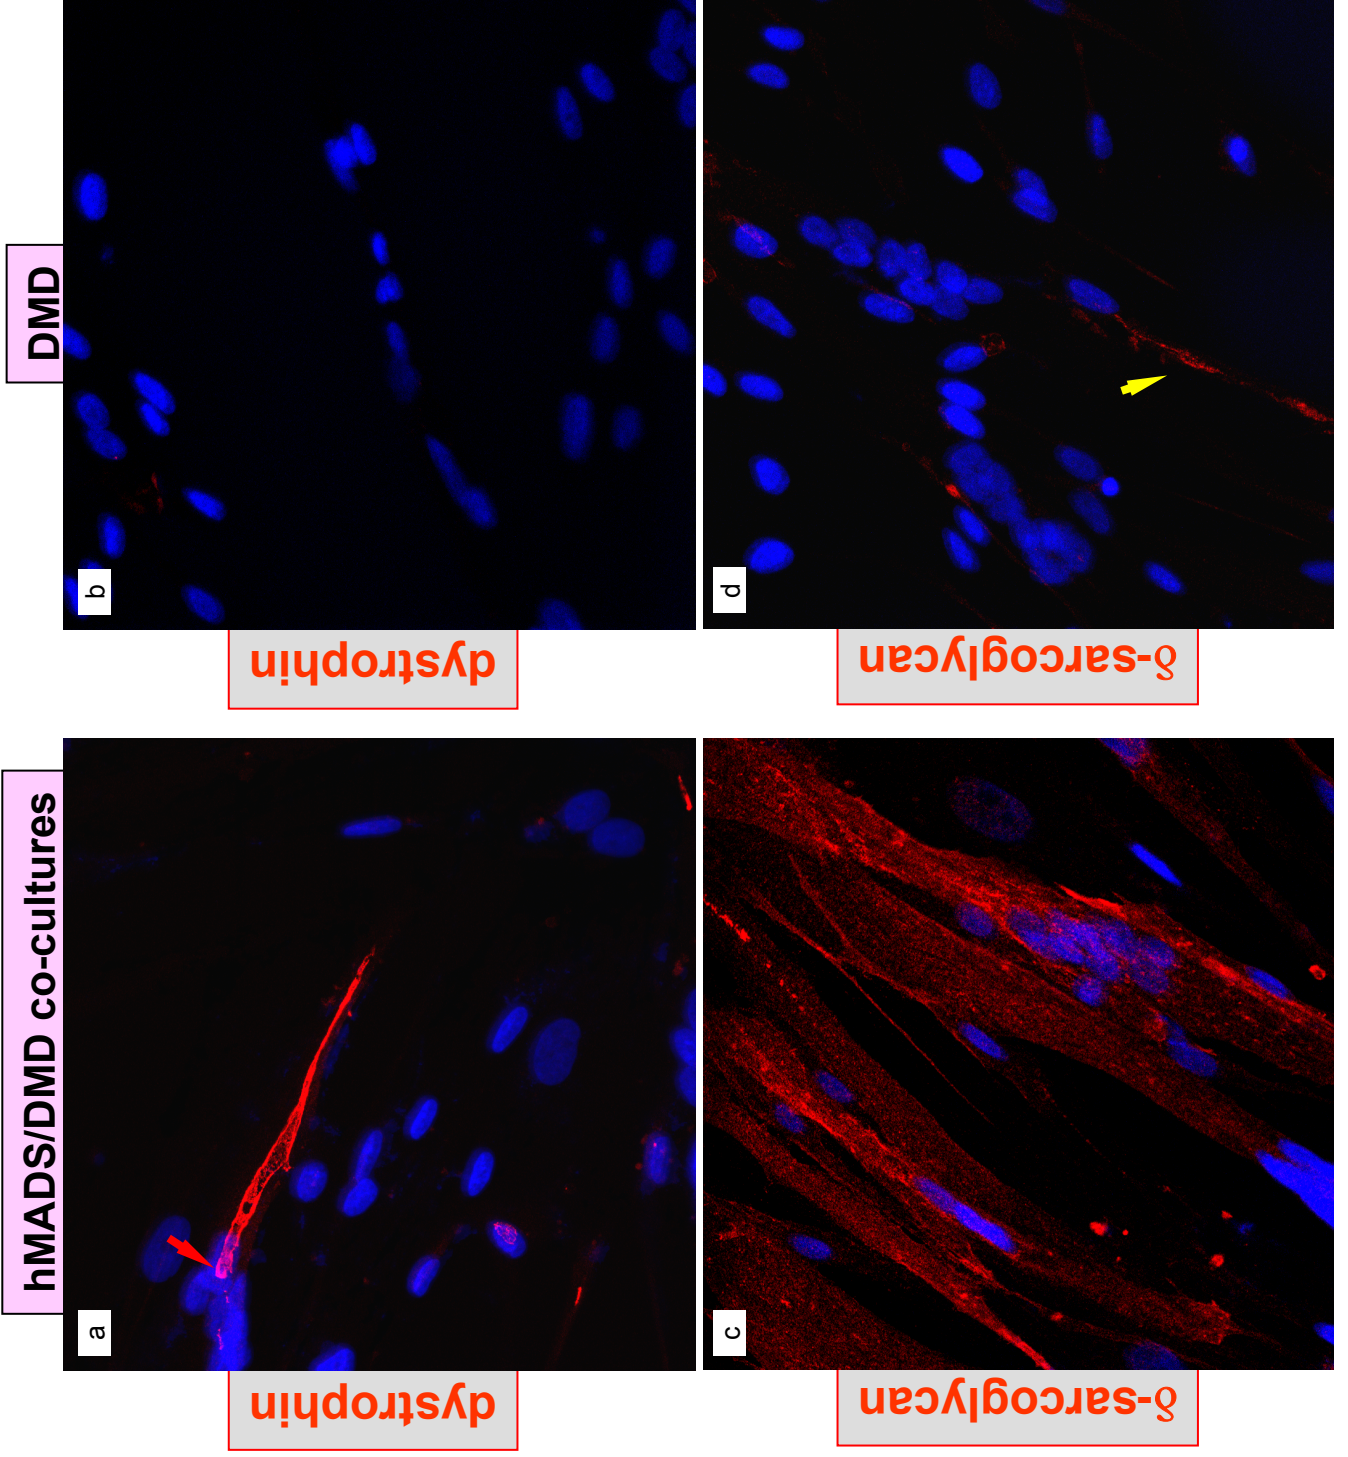 hMADS/DMD co-cultures
DMD
dystrophin
a
dystrophin
b
δ-sarcoglycan
c
δ-sarcoglycan
d